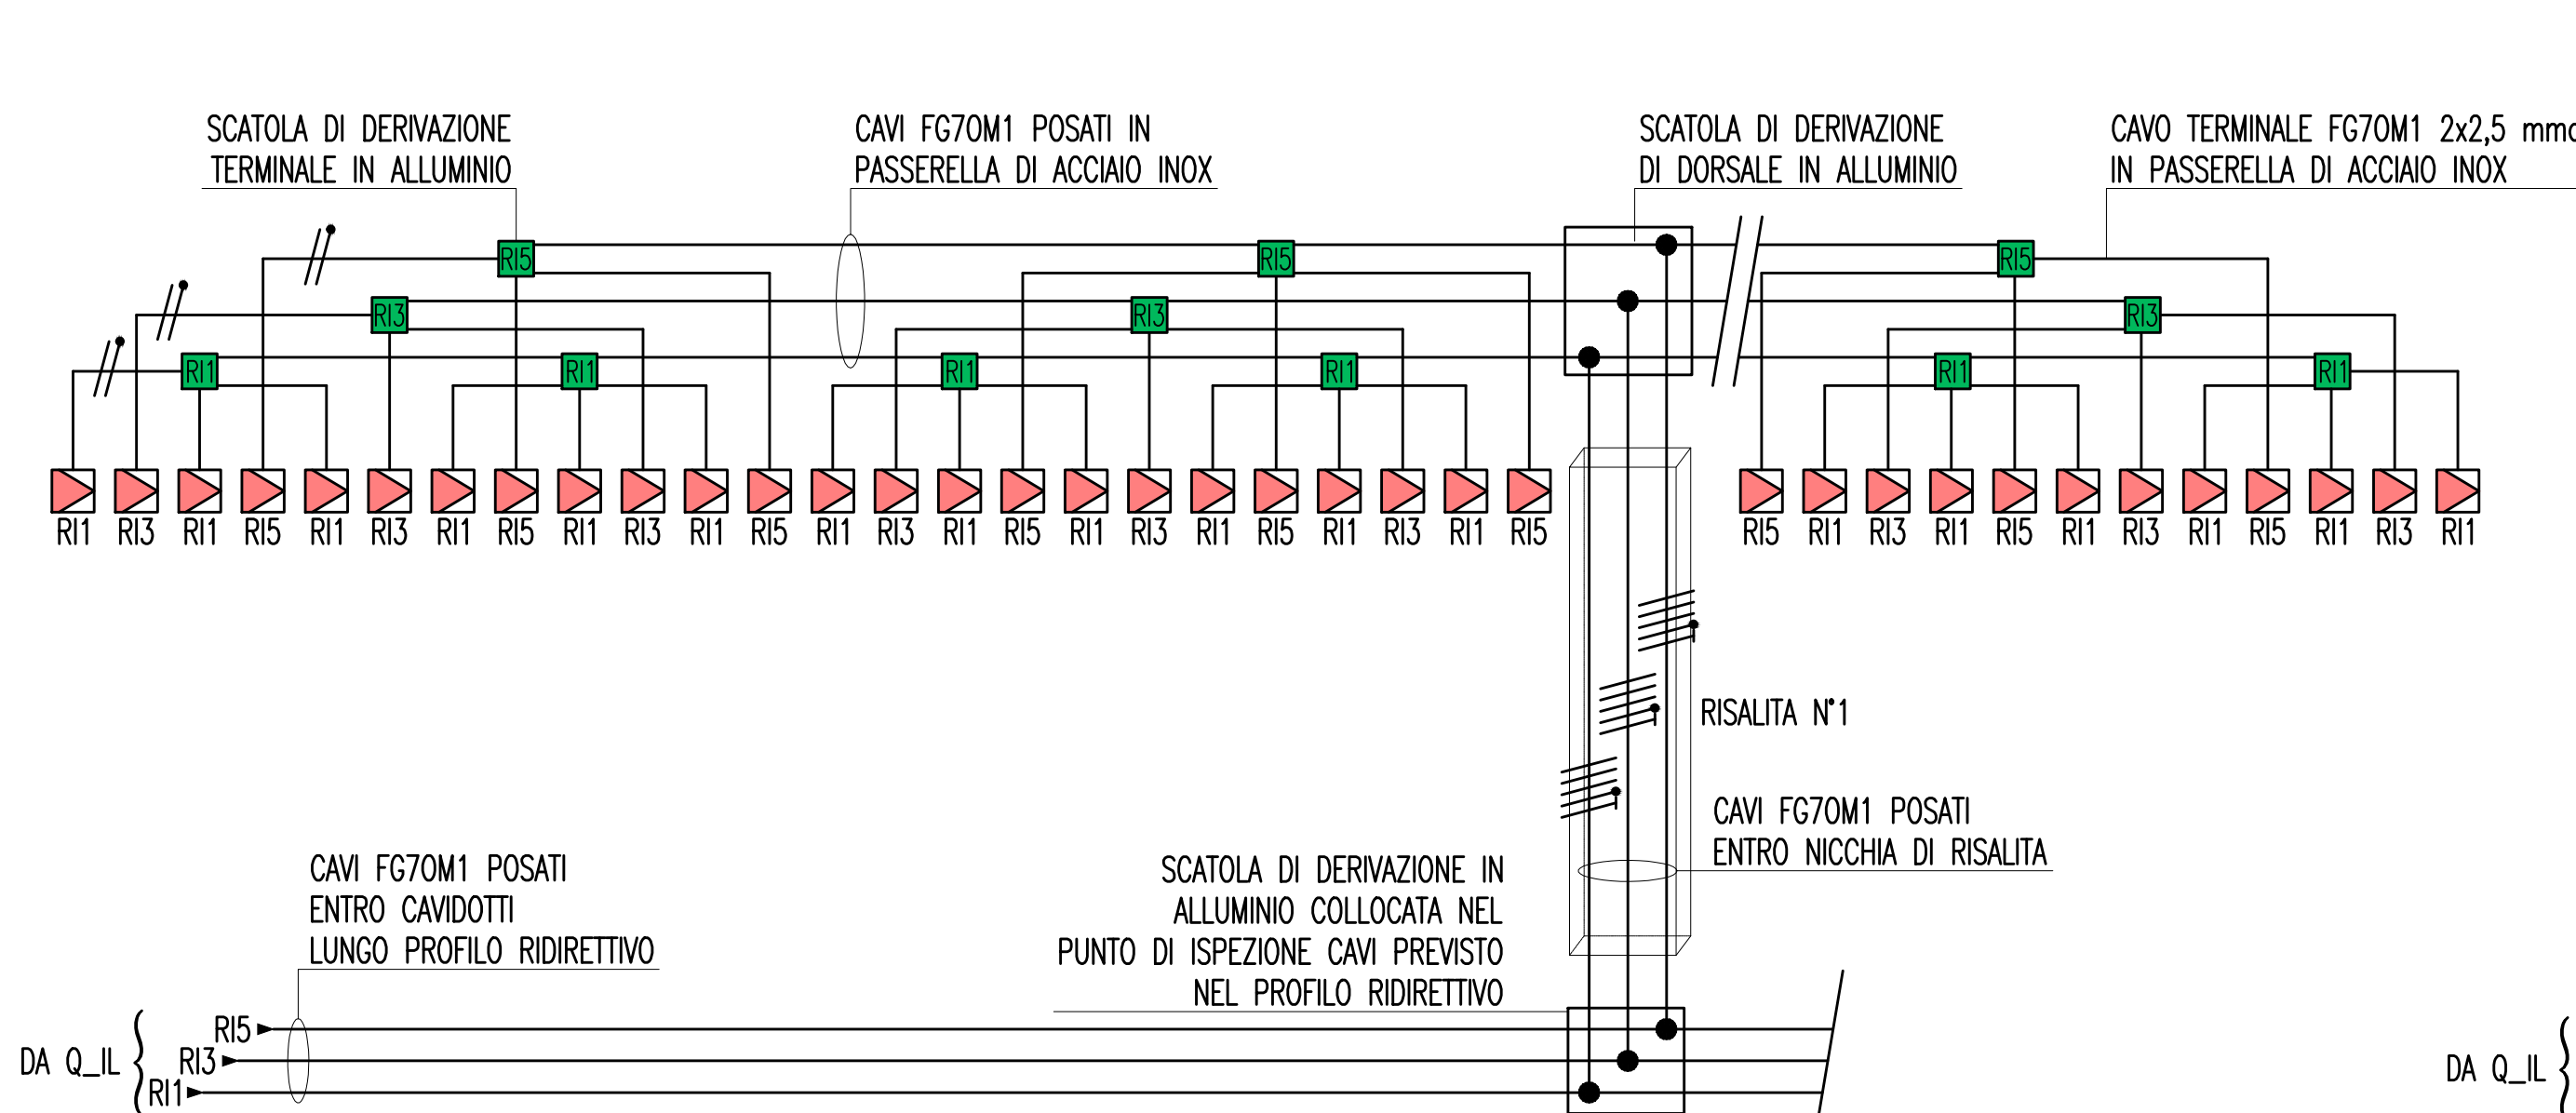 SCATOLA DI DERIVAZIONE
TERMINALE IN ALLUMINIO
CAVI FG7OM1 POSATI IN
PASSERELLA DI ACCIAIO INOX
SCATOLA DI DERIVAZIONE
DI DORSALE IN ALLUMINIO
CAVO TERMINALE FG7OM1 2x2,5
IN PASSERELLA DI ACCIAIO INOX
RI5 RI5 RI5
RI3 RI3 RI3
RI1 RI1 RI1 RI1 RI1 RI1
RI1 RI3 RI1 RI5 RI1 RI3 RI1 RI5 RI1 RI3 RI1 RI5 RI1 RI3 RI1 RI5 RI1 RI3 RI1 RI5 RI1 RI3 RI1 RI5 RI5 RI1 RI3 RI1 RI5 RI1 RI3 RI1 RI5 RI1 RI3 RI1
RISALITA N°1
CAVI FG7OM1 POSATI
ENTRO NICCHIA DI RISALITA
CAVI FG7OM1 POSATI
ENTRO CAVIDOTTI
LUNGO PROFILO RIDIRETTIVO
SCATOLA DI DERIVAZIONE IN
ALLUMINIO COLLOCATA NEL
PUNTO DI ISPEZIONE CAVI PREVISTO
NEL PROFILO RIDIRETTIVO
RI5
DA Q_IL RI3
RI1
DA Q_IL